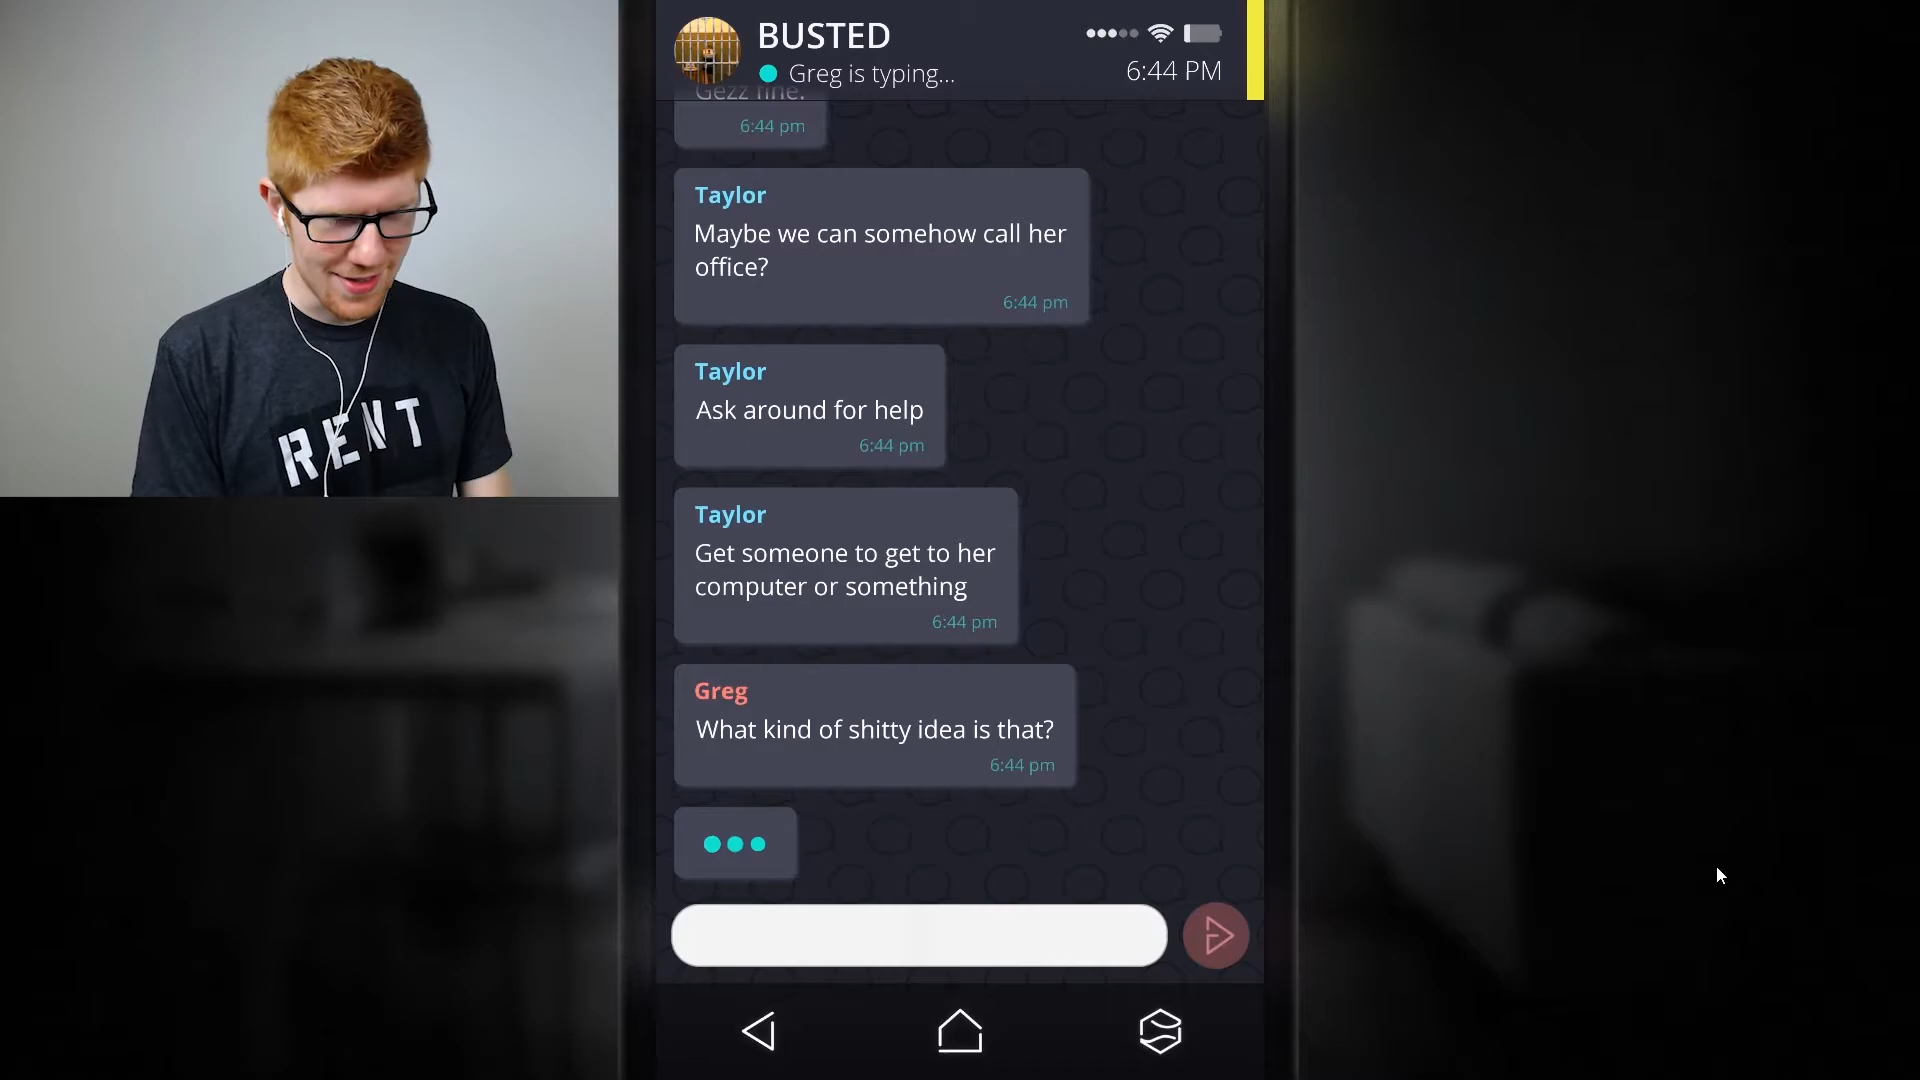 BUSTED
Greg is typing...
6:44 PM
Gezz fine.
6:44 pm
Taylor
Maybe we can somehow call her
office?
6:44 pm
Taylor
Ask around for help
6:44 pm
Taylor
Get someone to get to her
computer or something
6:44 pm
Greg
What kind of shitty idea is that?
6:44 pm
RENT